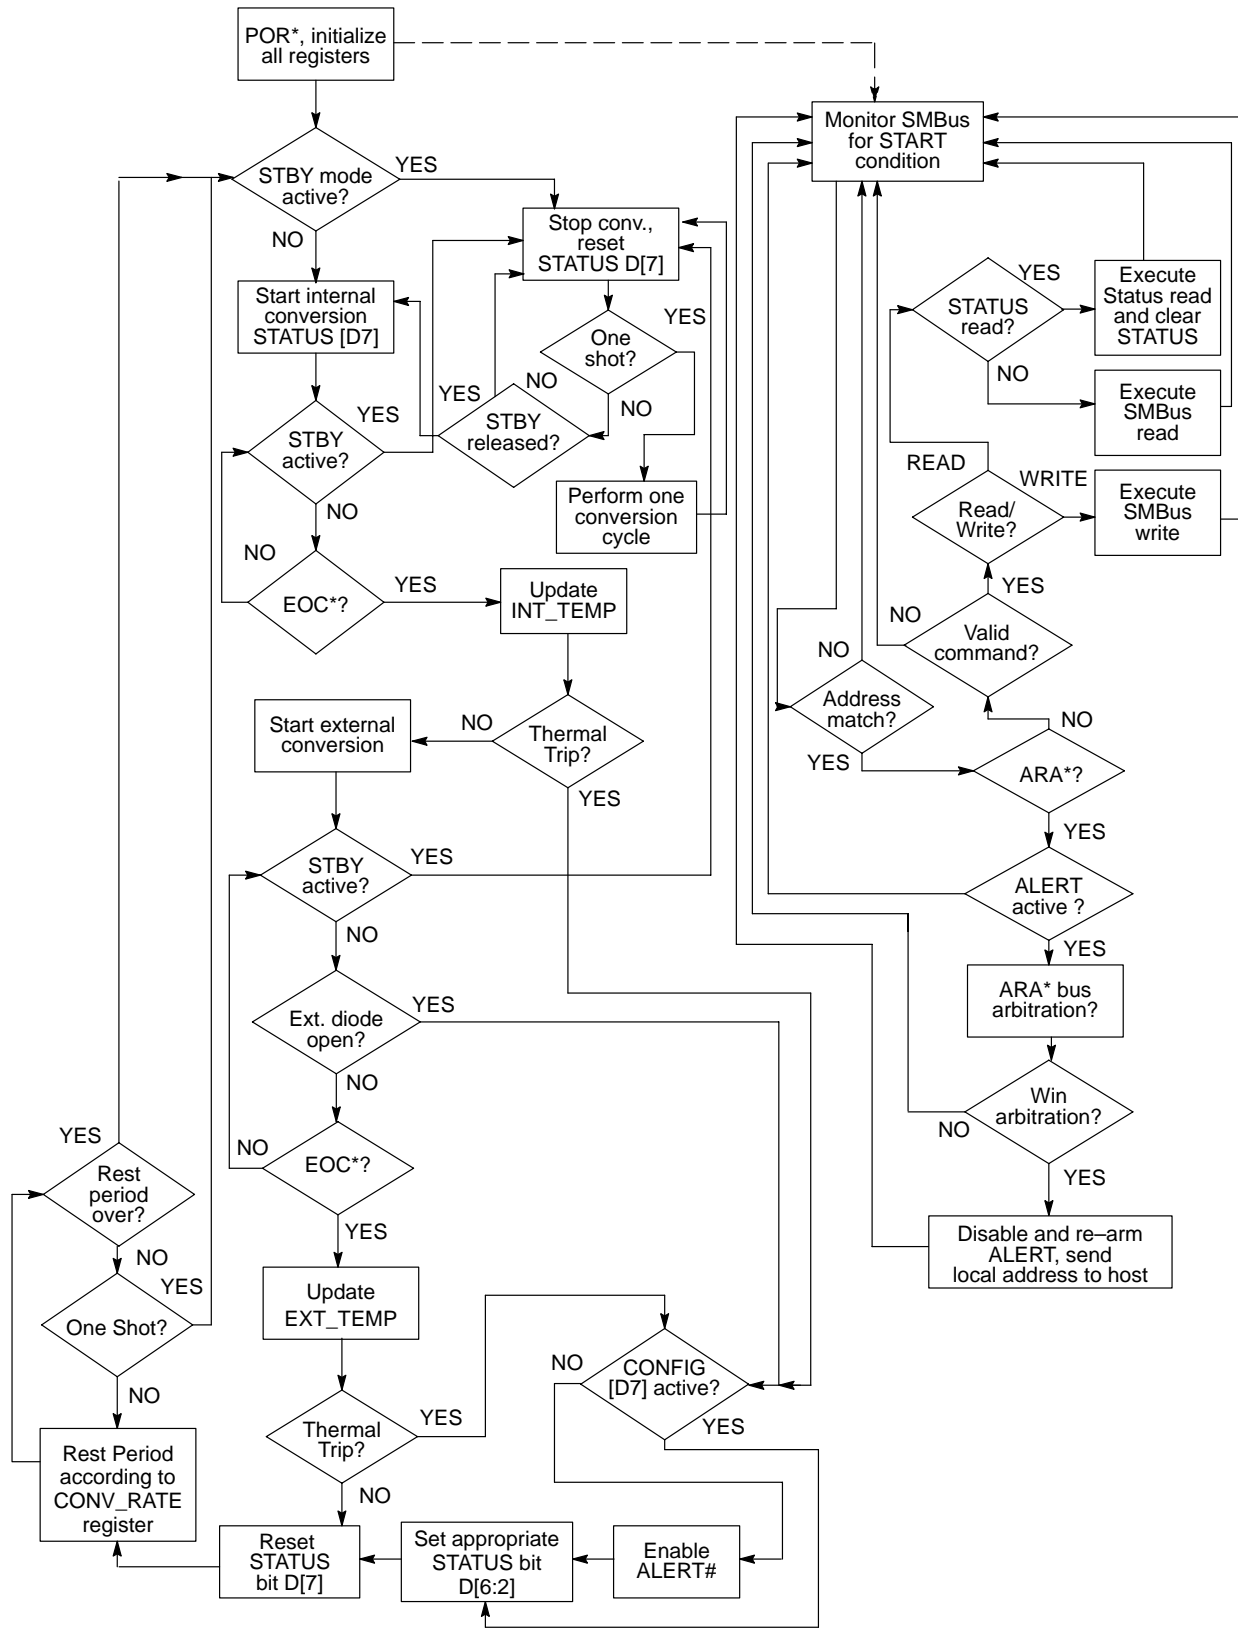 POR*, initialize
all registers
Monitor SMBus
for START
condition
STBY mode
active?
YES
NO
Stop conv.,
reset
STATUS D[7]
Start internal
conversion
STATUS [D7]
One
shot?
YES
NO
STBY
released?
YES
NO
Perform one
conversion
cycle
STBY
active?
YES
NO
EOC*?
NO
YES
Update
INT_TEMP
Thermal
Trip?
NO
YES
Start external
conversion
STBY
active?
YES
NO
Ext. diode
open?
YES
NO
EOC*?
NO
YES
Update
EXT_TEMP
Thermal
Trip?
YES
NO
CONFIG
[D7] active?
NO
YES
Enable
ALERT#
Set appropriate
STATUS bit
D[6:2]
Reset
STATUS
bit D[7]
Rest Period
according to
CONV_RATE
register
One Shot?
YES
NO
Rest
period
over?
YES
NO
STATUS
read?
YES
NO
Execute
Status read
and clear
STATUS
Execute
SMBus
read
READ
WRITE
Read/
Write?
Execute
SMBus
write
YES
NO
Valid
command?
Address
match?
NO
YES
ARA*?
NO
YES
ALERT
active ?
YES
ARA* bus
arbitration?
Win
arbitration?
NO
YES
Disable and re–arm
ALERT, send
local address to host